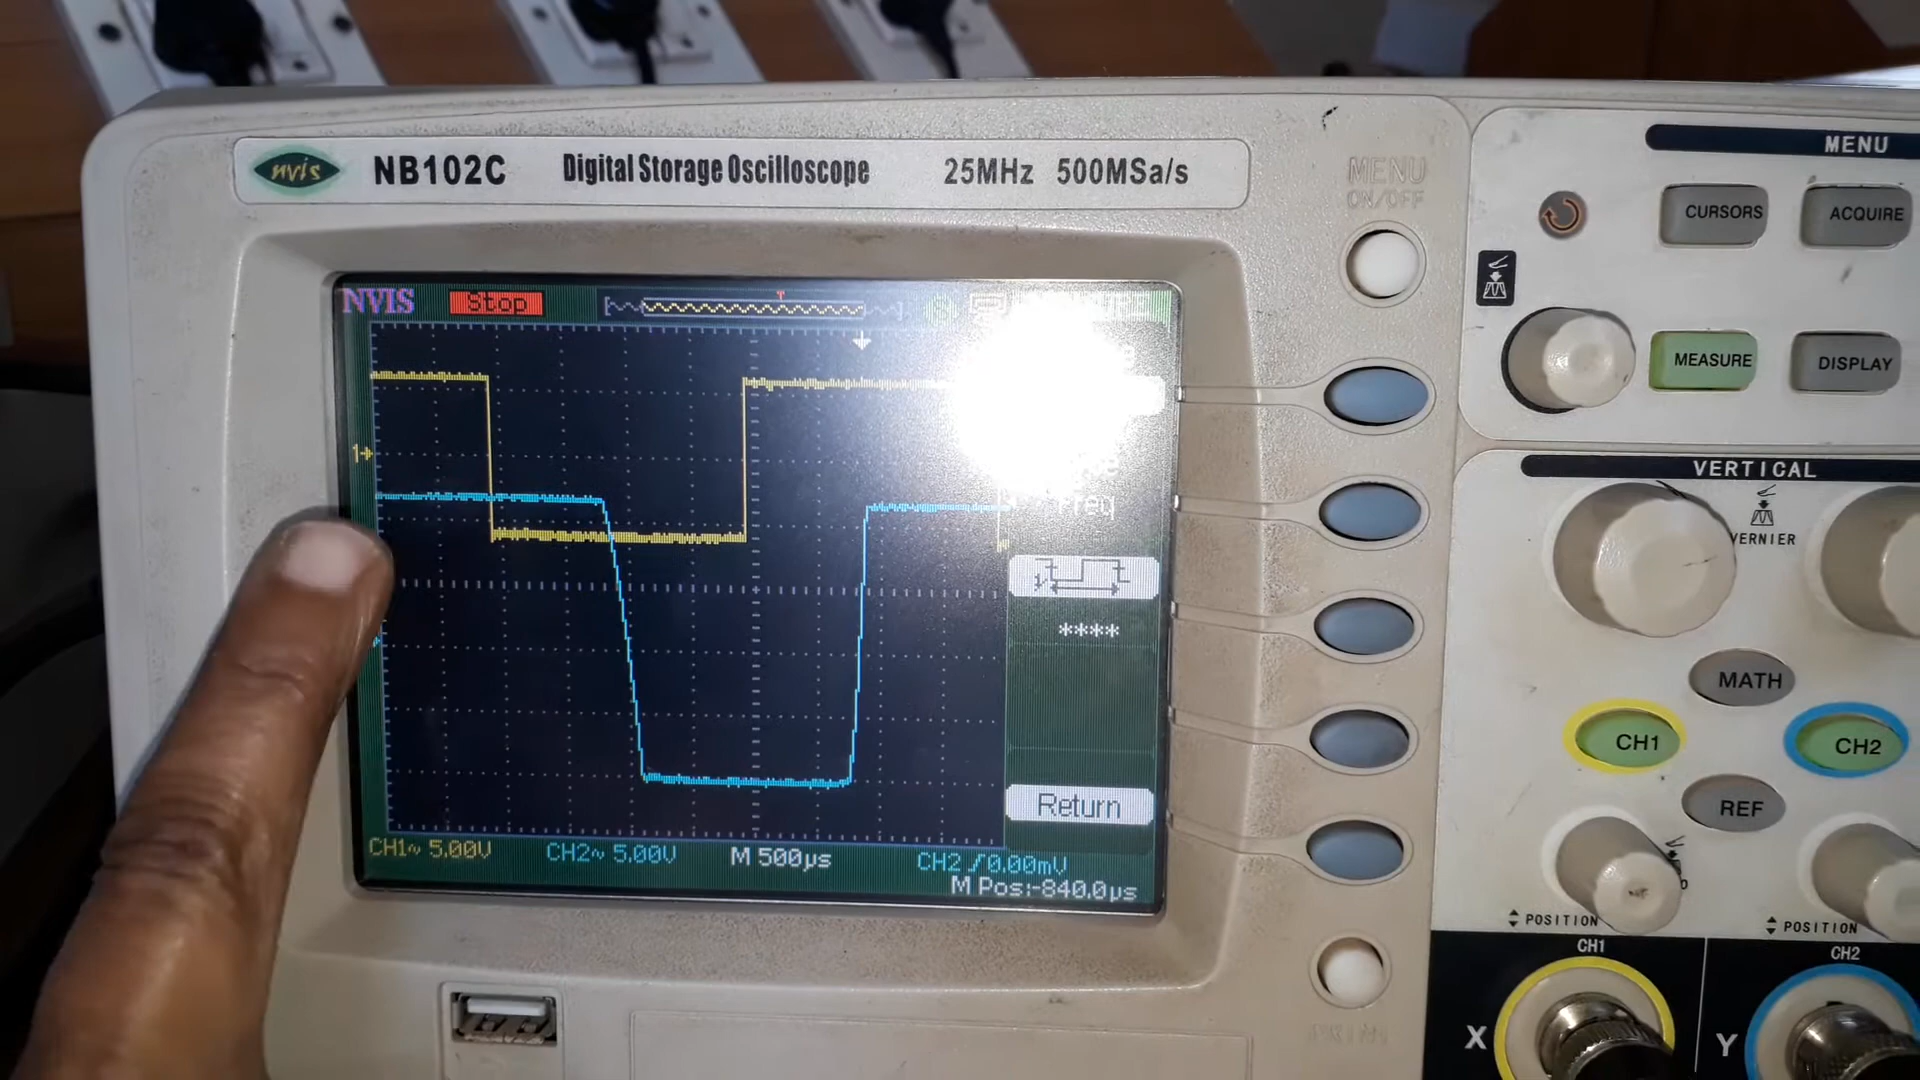 nvis NB102C Digital Storage Oscilloscope 25MHz 500MSa/s
MENU
ON/OFF
MENU
CURSORS ACQUIRE
MEASURE DISPLAY
NVIS Stop
T
1
Freq
****
Return
CH1~ 5.00V CH2~ 5.00V M 500µs CH2 /0.00mV
M Pos:-840.0µs
VERTICAL
VERNIER
MATH
CH1 CH2
REF
POSITION POSITION
CH1 CH2
X Y